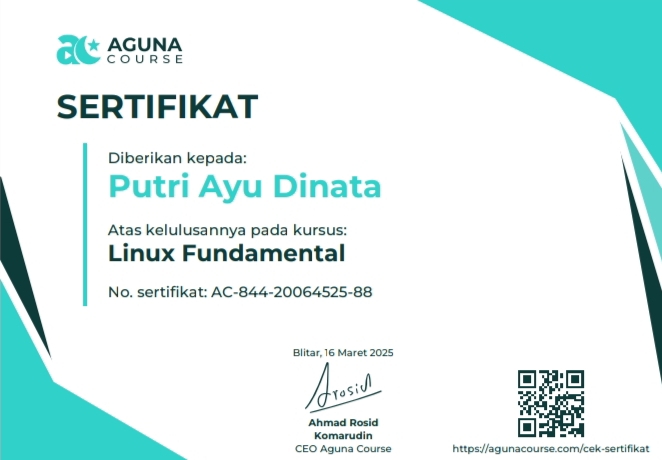 AGUNA
COURSE
SERTIFIKAT
Diberikan kepada:
Putri Ayu Dinata
Atas kelulusannya pada kursus:
Linux Fundamental
No. sertifikat: AC-844-20064525-88
Blitar, 16 Maret 2025
Arosid
Ahmad Rosid
Komarudin
CEO Aguna Course
https://agunacourse.com/cek-sertifikat